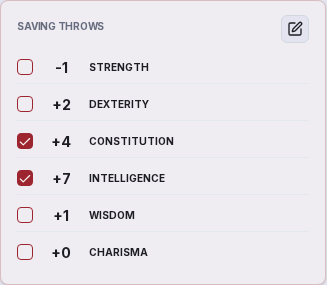 SAVING THROWS
-1 STRENGTH
+2 DEXTERITY
+4 CONSTITUTION
+7 INTELLIGENCE
+1 WISDOM
+0 CHARISMA